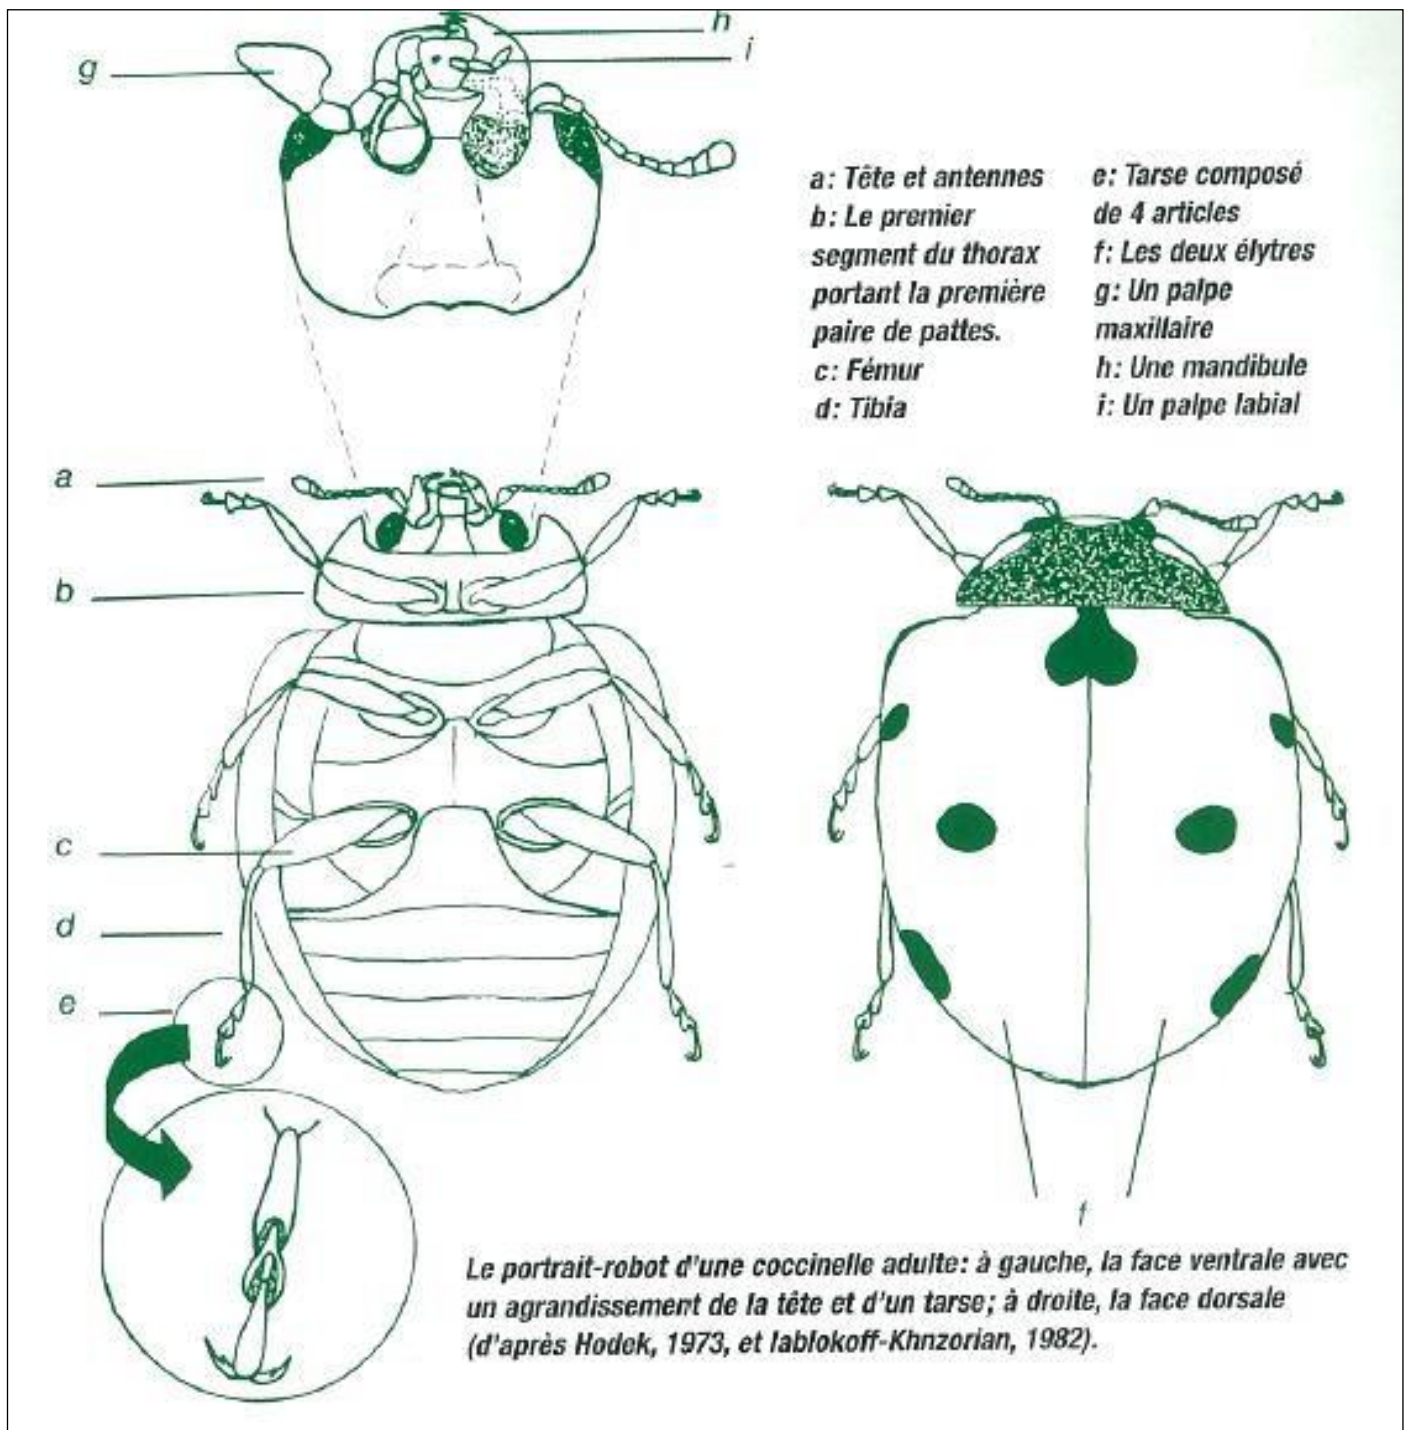 h
i
g
a: Tête et antennes
b: Le premier
segment du thorax
portant la première
paire de pattes.
c: Fémur
d: Tibia
e: Tarse composé
de 4 articles
f: Les deux élytres
g: Un palpe
maxillaire
h: Une mandibule
i: Un palpe labial
a
b
c
d
e
f
Le portrait-robot d'une coccinelle adulte: à gauche, la face ventrale avec
un agrandissement de la tête et d'un tarse; à droite, la face dorsale
(d'après Hodek, 1973, et Iablokoff-Khnzorian, 1982).